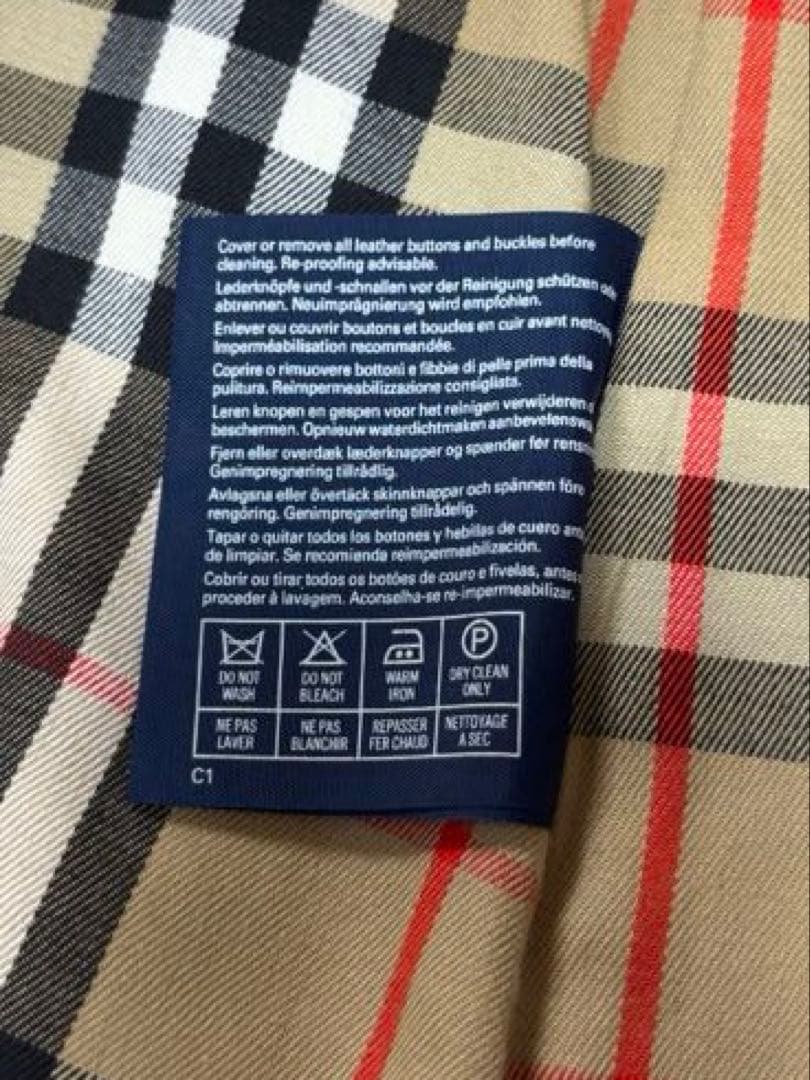 Cover or remove all leather buttons and buckles before
cleaning. Re-proofing advisable.
Lederknöpfe und -schnallen vor der Reinigung schützen
abtrennen. Neuimprägnierung wird empfohlen.
Enlever ou couvrir boutons et boucles en cuir avant
Imperméabilisation recommandée.
Coprire o rimuovere bottoni e fibbie di pelle prima della
pulitura. Reimpermeabilizzazione consigliata.
Leren knopen en gespen voor het reinigen verwijderen
beschermen. Opnieuw waterdichtmaken
Fjern eller overdæk læderknapper og spænder før
Genimpregnering tillrådlig.
Avlagsna eller övertäck skinnknappar och spännen före
rengöring. Genimpregnering tillrådelig.
Tapar o quitar todos los botones y hebillas de cuero
de limpiar. Se recomienda reimpermeabilización.
Cobrir ou tirar todos os botões de couro e fivelas,
proceder à lavagem. Aconselha-se re-impermeabilizar.
P
DO NOT WASH DO NOT BLEACH WARM IRON DRY CLEAN ONLY
NE PAS LAVER NE PAS BLANCHIR REPASSER FER CHAUD NETTOYAGE A SEC
C1